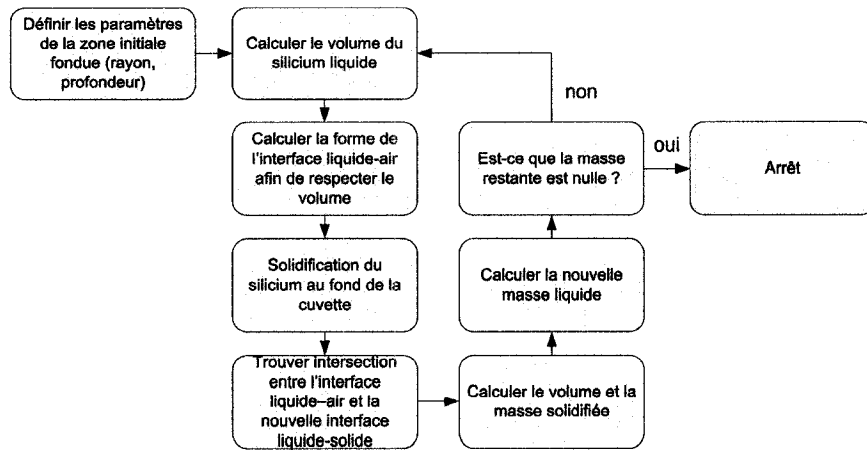 Définir les paramètres
de la zone initiale
fondue (rayon,
profondeur)
Calculer le volume du
silicium liquide
Calculer la forme de
l'interface liquide-air
afin de respecter le
volume
Solidification du
silicium au fond de la
cuvette
Trouver intersection
entre l'interface
liquide–air et la
nouvelle interface
liquide-solide
Calculer le volume et la
masse solidifiée
Calculer la nouvelle
masse liquide
Est-ce que la masse
restante est nulle ?
non
oui
Arrêt